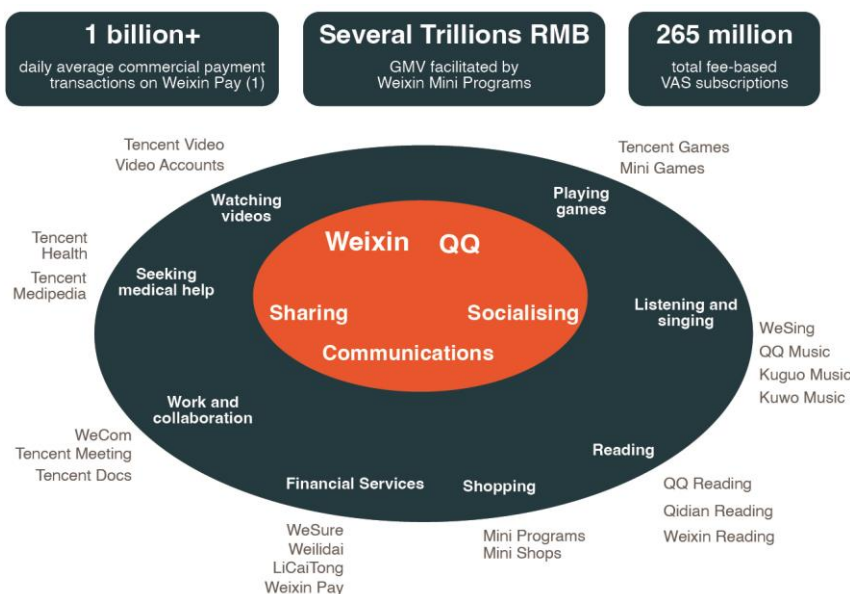 1 billion+
daily average commercial payment
transactions on Weixin Pay (1)
Several Trillions RMB
GMV facilitated by
Weixin Mini Programs
265 million
total fee-based
VAS subscriptions
Tencent Video
Video Accounts
Tencent Games
Mini Games
Watching
videos
Playing
games
Weixin QQ
Tencent
Health
Tencent
Medipedia
Seeking
medical help
Sharing
Socialising
Communications
Listening and
singing
WeSing
QQ Music
Kuguo Music
Kuwo Music
Work and
collaboration
WeCom
Tencent Meeting
Tencent Docs
Reading
QQ Reading
Qidian Reading
Weixin Reading
Financial Services
Shopping
WeSure
Weilidai
LiCaiTong
Weixin Pay
Mini Programs
Mini Shops